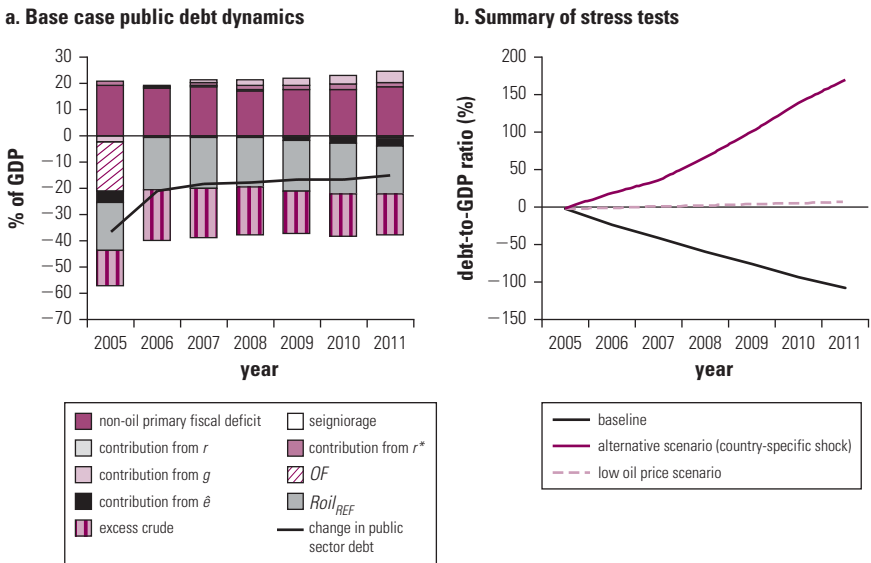 a. Base case public debt dynamics
% of GDP
30
20
10
0
−10
−20
−30
−40
−50
−60
−70
2005 2006 2007 2008 2009 2010 2011
year
non-oil primary fiscal deficit
contribution from r
contribution from g
contribution from ê
excess crude
seigniorage
contribution from r*
OF
RoilREF
change in public
sector debt
b. Summary of stress tests
debt-to-GDP ratio (%)
200
150
100
50
0
−50
−100
−150
2005 2006 2007 2008 2009 2010 2011
year
baseline
alternative scenario (country-specific shock)
low oil price scenario